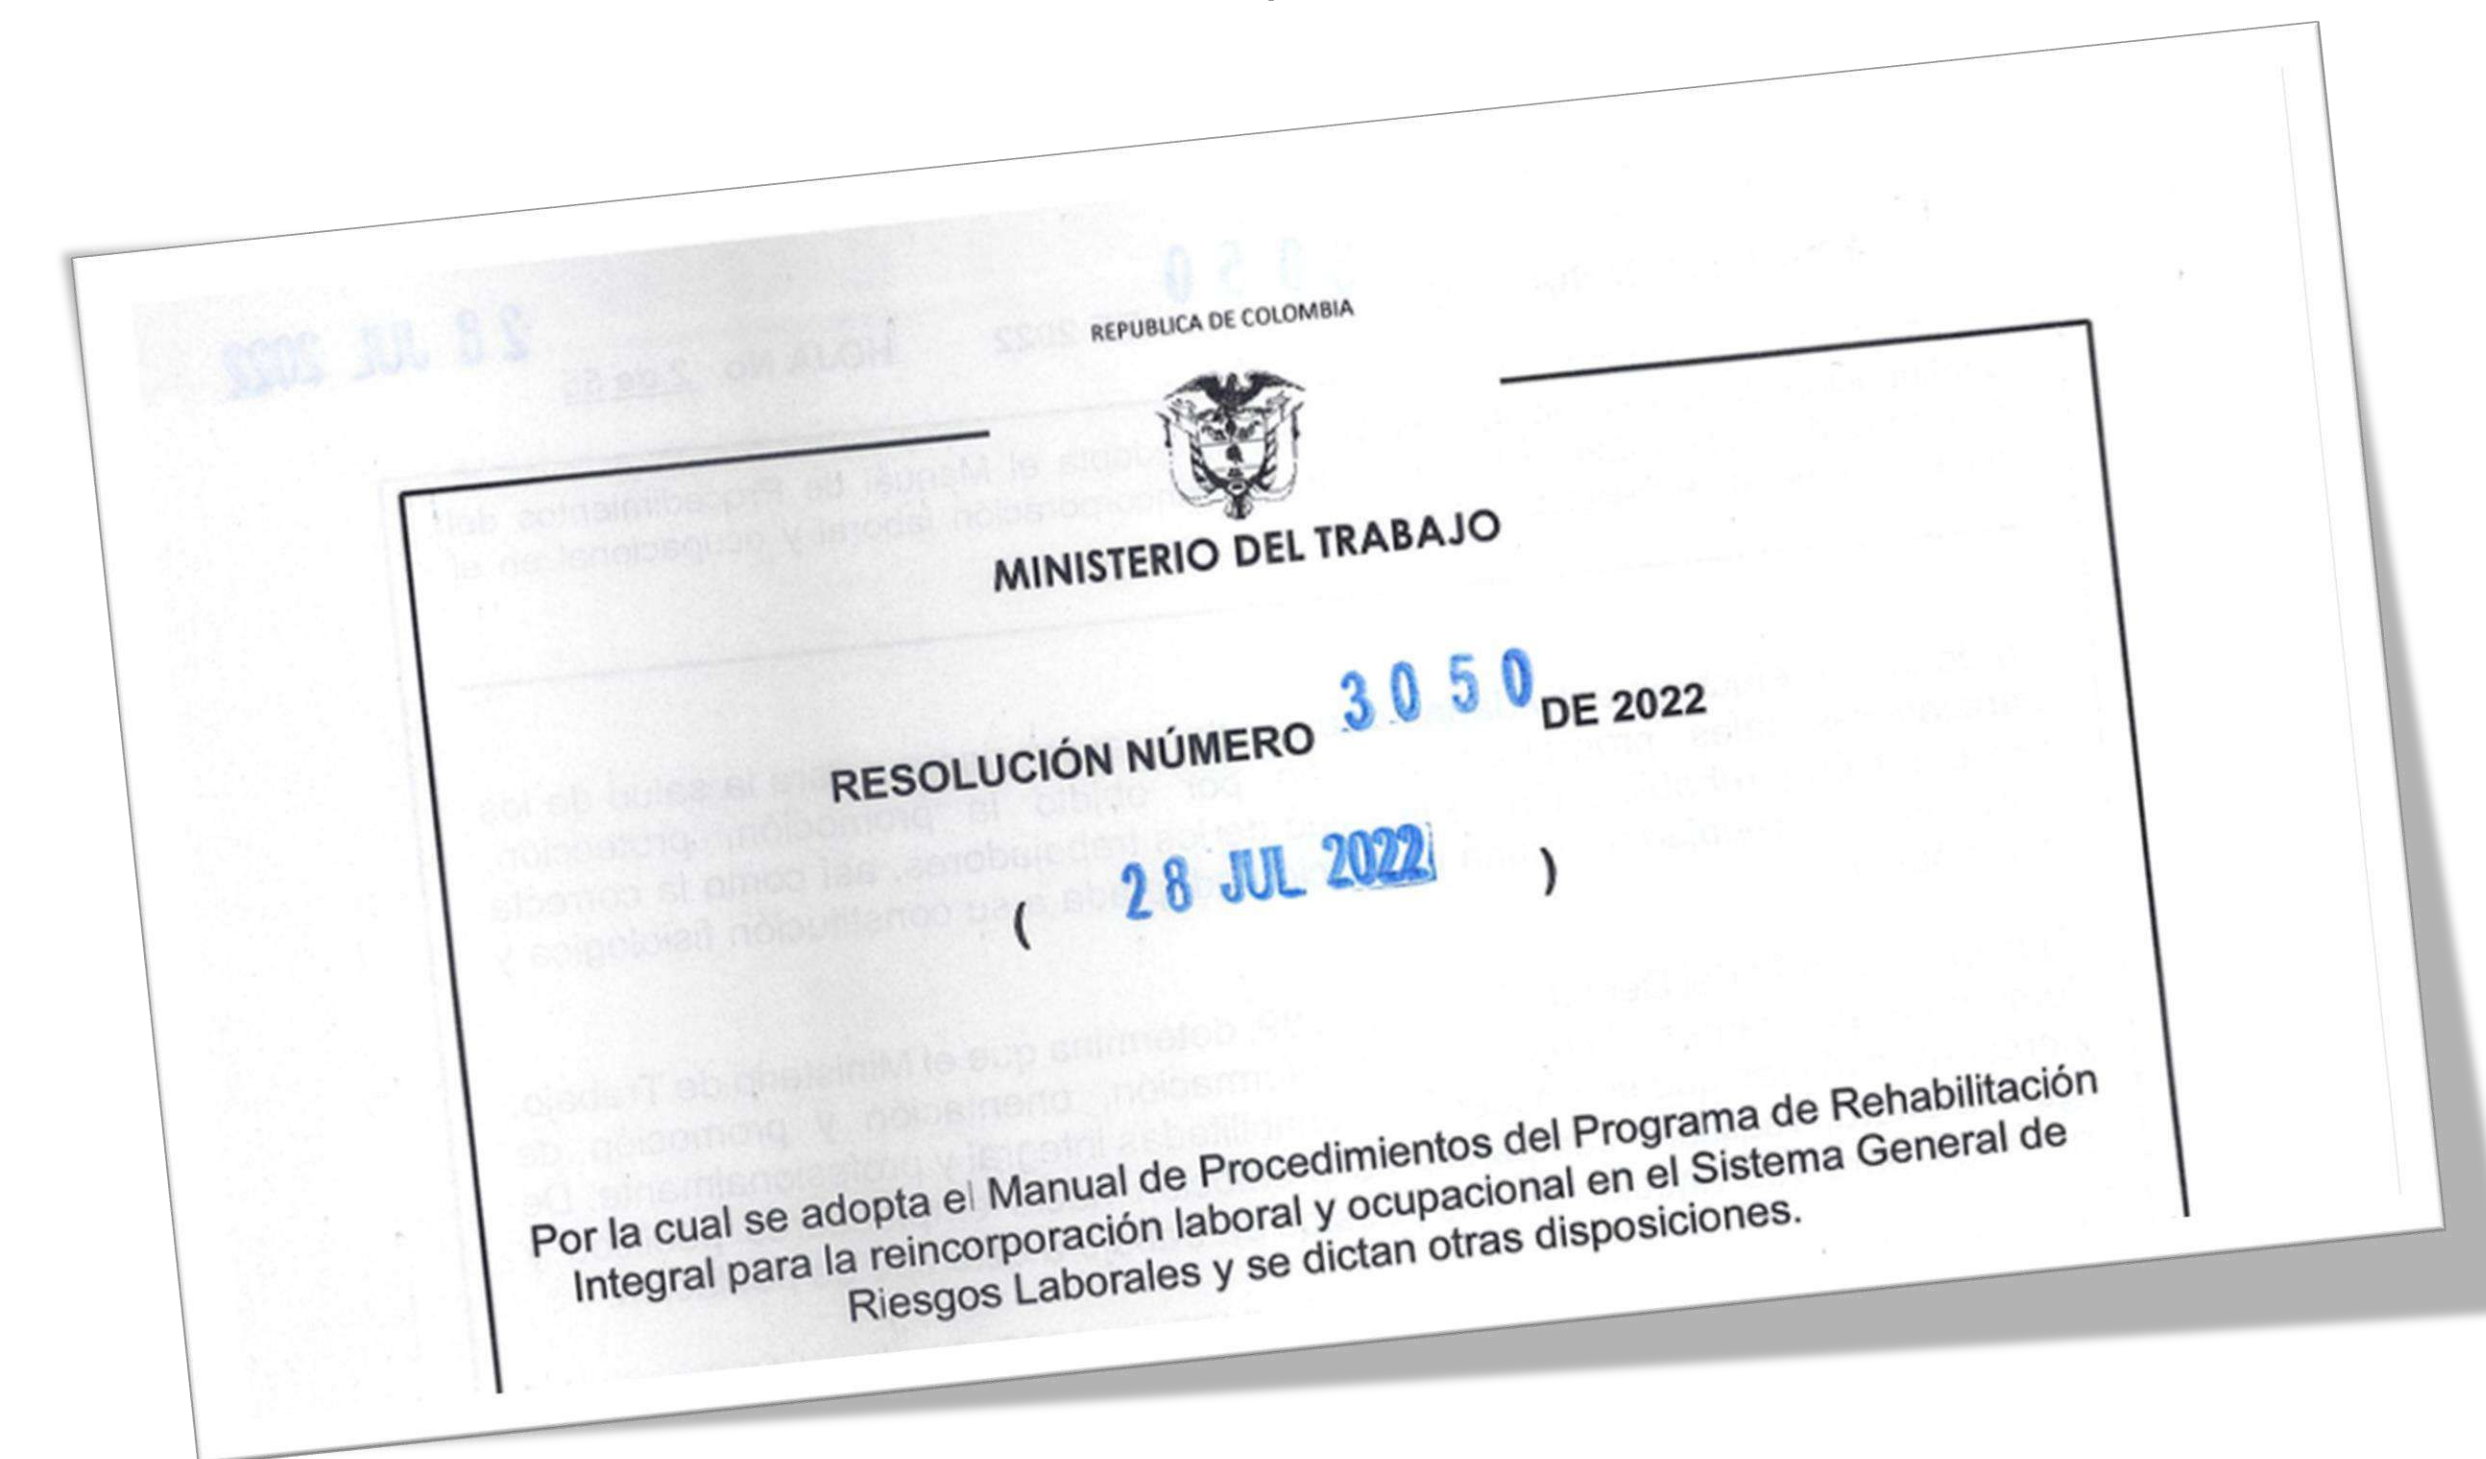 REPUBLICA DE COLOMBIA
MINISTERIO DEL TRABAJO
RESOLUCIÓN NÚMERO 3050 DE 2022
( 28 JUL 2022 )
Por la cual se adopta el Manual de Procedimientos del Programa de Rehabilitación
Integral para la reincorporación laboral y ocupacional en el Sistema General de
Riesgos Laborales y se dictan otras disposiciones.